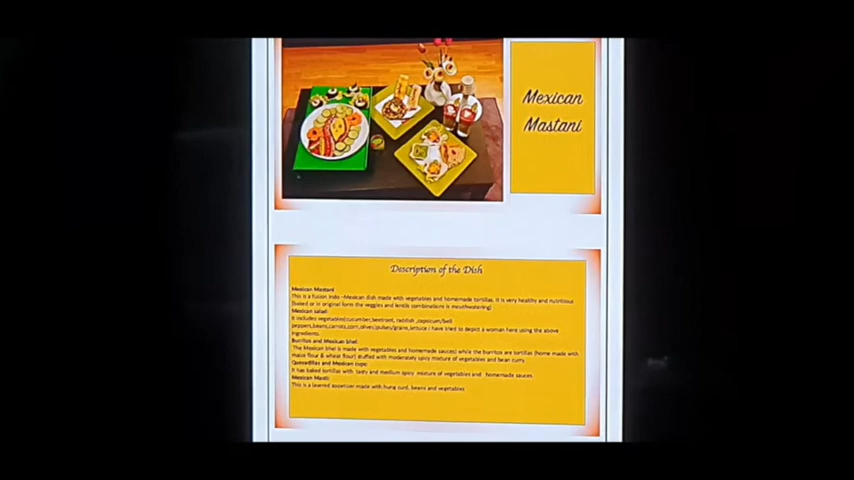 Mexican
Mastani
Description of the Dish
Mexican Mastani
This is a fusion Indo –Mexican dish made with vegetables and homemade tortillas. It is very healthy and nutritious
(baked or in original form the veggies and lentils combinations is mouthwatering)
Mexican salad:
It includes vegetables(cucumber,beetroot, raddish ,capsicum/bell
peppers,beans,carrots,corn,olives)pulses/grains,lettuce i have tried to depict a woman here using the above
ingredients.
Burritos and Mexican bhel:
The Mexican bhel is made with vegetables and homemade sauces) while the burritos are tortillas (home made with
maize flour & wheat flour) stuffed with moderately spicy mixture of vegetables and bean curry
Quesadillas and Mexican cups:
It has baked tortillas with tasty and medium spicy mixture of vegetables and homemade sauces
Mexican Masti:
This is a layered appetizer made with hung curd, beans and vegetables